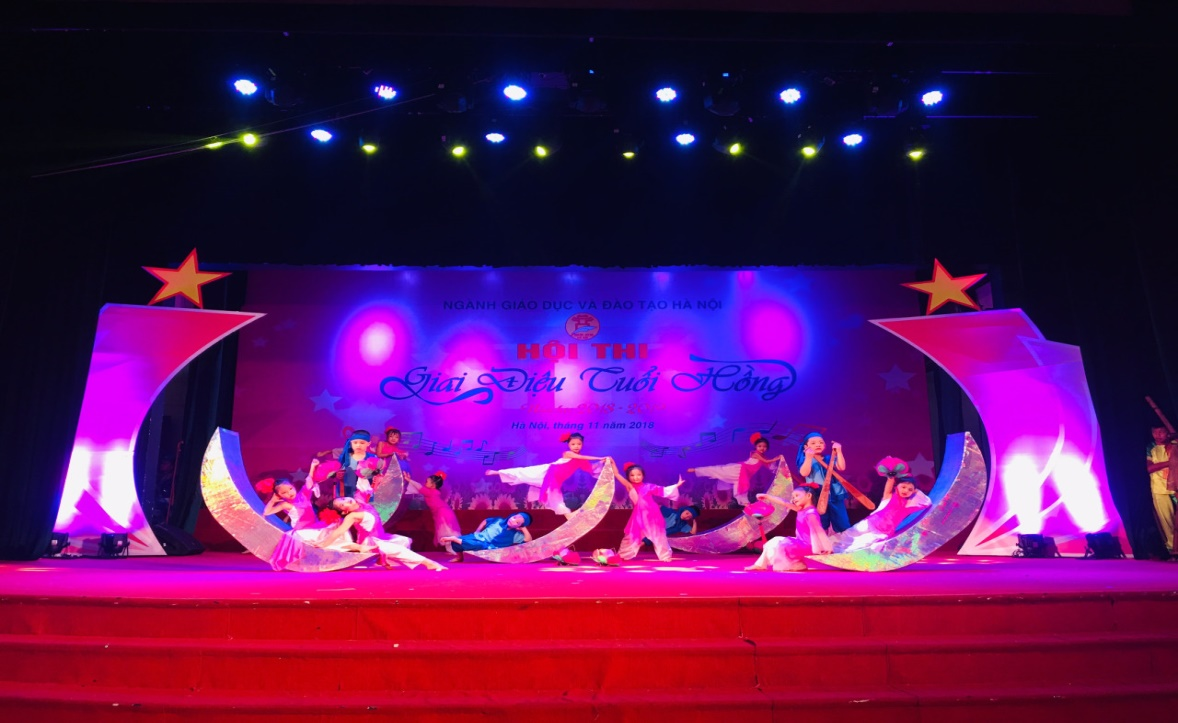 NGÀNH GIÁO DỤC VÀ ĐÀO TẠO HÀ NỘI
HỘI THI
Giai Điệu Tuổi Hồng
Hà Nội, tháng 11 năm 2018